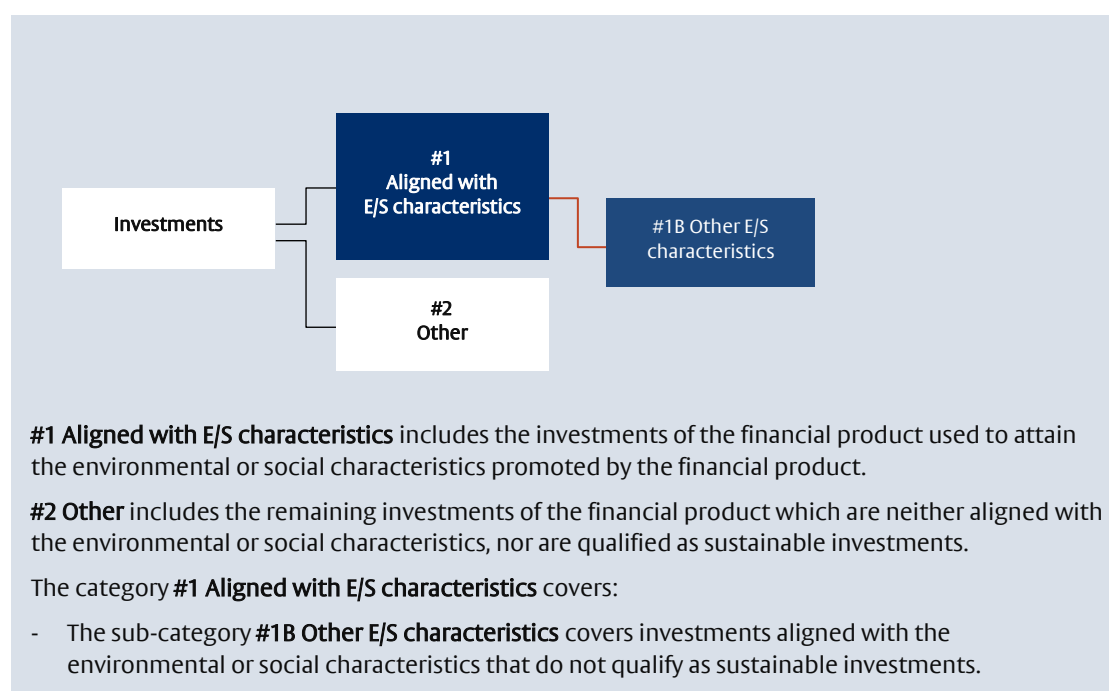 #1
Aligned with
E/S characteristics
Investments
#1B Other E/S
characteristics
#2
Other
#1 Aligned with E/S characteristics includes the investments of the financial product used to attain
the environmental or social characteristics promoted by the financial product.
#2 Other includes the remaining investments of the financial product which are neither aligned with
the environmental or social characteristics, nor are qualified as sustainable investments.
The category #1 Aligned with E/S characteristics covers:
- The sub-category #1B Other E/S characteristics covers investments aligned with the
environmental or social characteristics that do not qualify as sustainable investments.